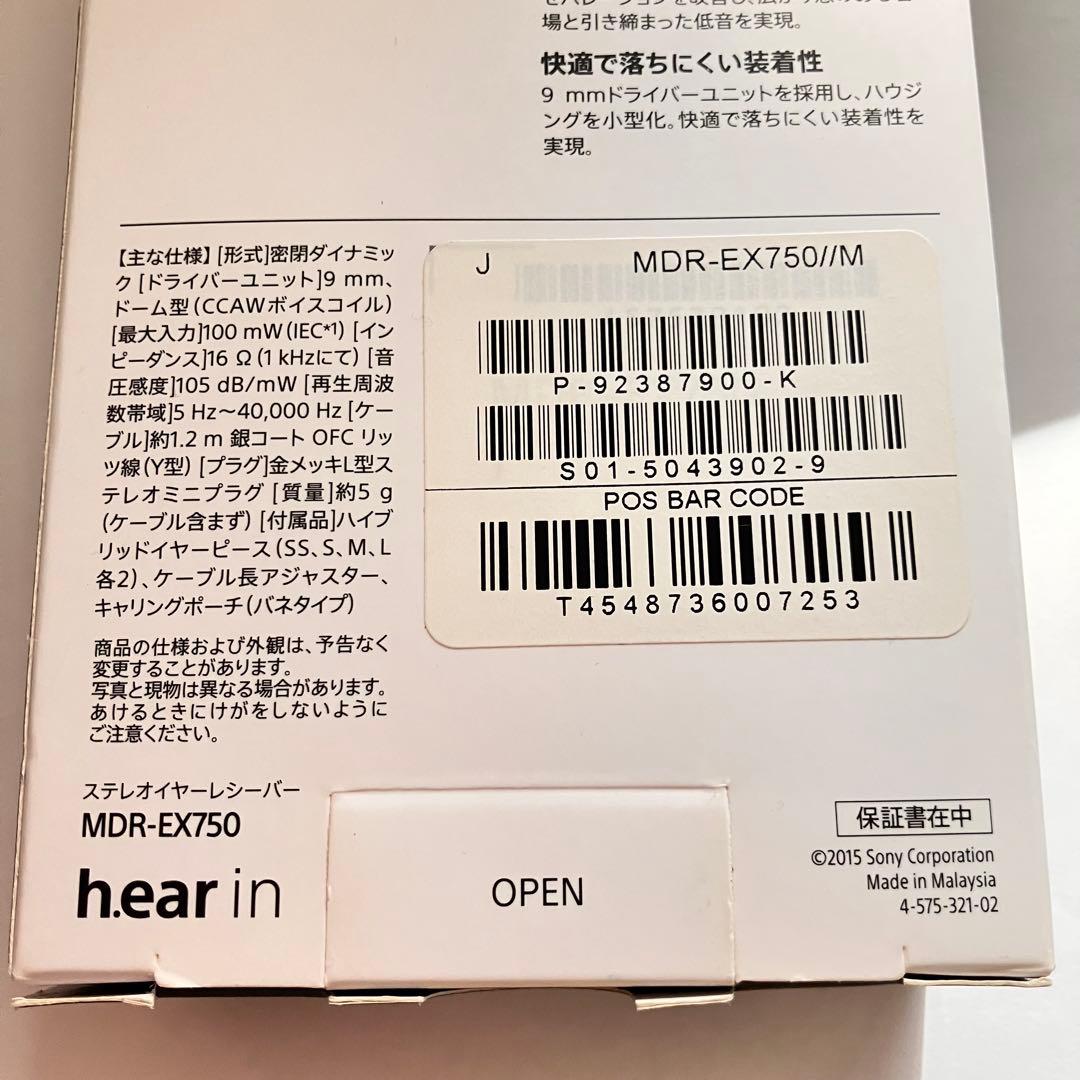 場と引き締まった低音を実現。
快適で落ちにくい装着性
9 mmドライバーユニットを採用し、ハウジ
ングを小型化。快適で落ちにくい装着性を
実現。
【主な仕様】[形式]密閉ダイナミッ
ク [ドライバーユニット]9 mm、
ドーム型(CCAWボイスコイル)
[最大入力]100 mW(IEC*1) [イン
ピーダンス]16 Ω(1 kHzにて) [音
圧感度]105 dB/mW [再生周波
数帯域]5 Hz～40,000 Hz [ケー
ブル]約1.2 m 銀コート OFC リッ
ツ線(Y型) [プラグ]金メッキL型ス
テレオミニプラグ [質量]約5 g
(ケーブル含まず) [付属品]ハイブ
リッドイヤーピース(SS、S、M、L
各2)、ケーブル長アジャスター、
キャリングポーチ(バネタイプ)
商品の仕様および外観は、予告なく
変更することがあります。
写真と現物は異なる場合があります。
あけるときにけがをしないように
ご注意ください。
J MDR-EX750//M
P-92387900-K
S01-5043902-9
POS BAR CODE
T4548736007253
ステレオイヤーレシーバー
MDR-EX750
h.ear in
OPEN
保証書在中
©2015 Sony Corporation
Made in Malaysia
4-575-321-02